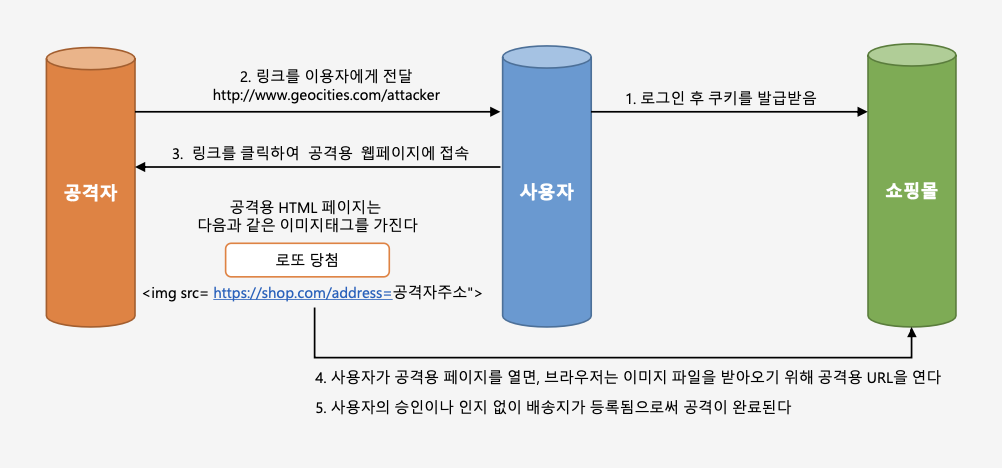 2. 링크를 이용자에게 전달
http://www.geocities.com/attacker
1. 로그인 후 쿠키를 발급받음
3. 링크를 클릭하여 공격용 웹페이지에 접속
공격자
사용자
쇼핑몰
공격용 HTML 페이지는
다음과 같은 이미지태그를 가진다
로또 당첨
<img src= https://shop.com/address=공격자주소">
4. 사용자가 공격용 페이지를 열면, 브라우저는 이미지 파일을 받아오기 위해 공격용 URL을 연다
5. 사용자의 승인이나 인지 없이 배송지가 등록됨으로써 공격이 완료된다